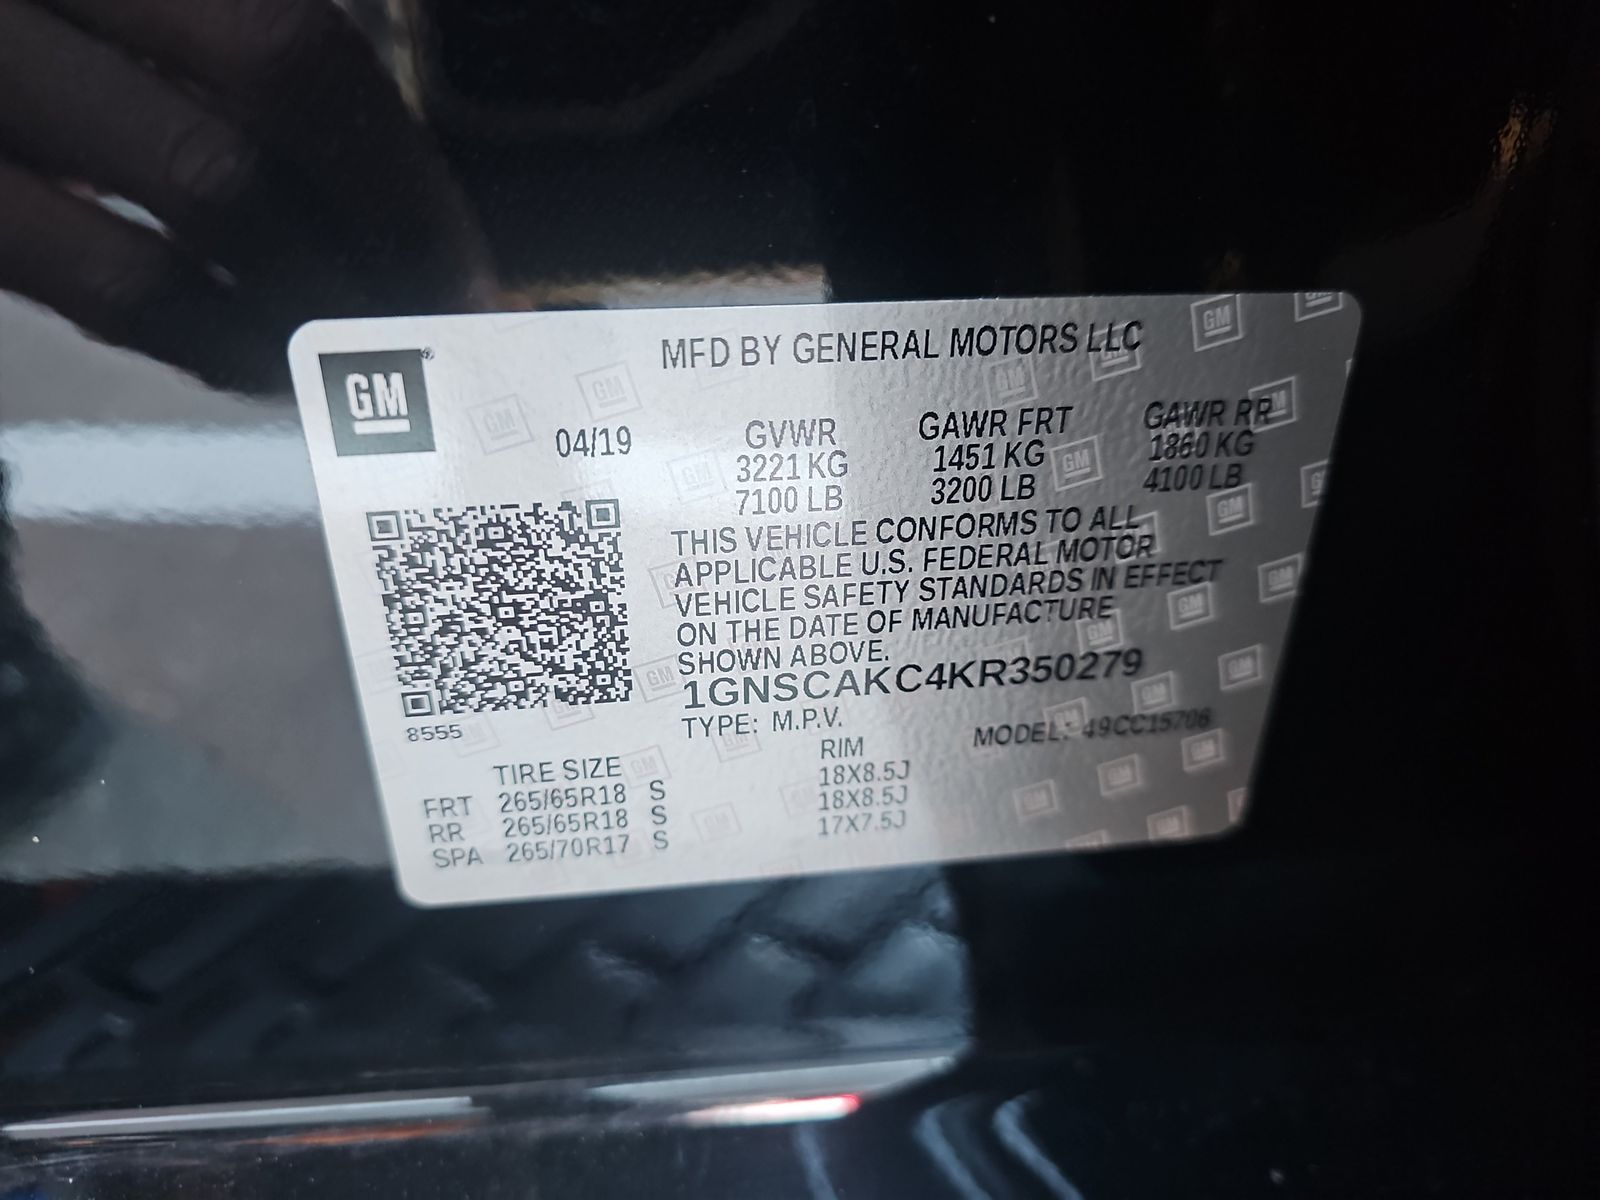 GM®
MFD BY GENERAL MOTORS LLC
04/19
GVWR GAWR FRT GAWR RR
3221 KG 1451 KG 1860 KG
7100 LB 3200 LB 4100 LB
THIS VEHICLE CONFORMS TO ALL
APPLICABLE U.S. FEDERAL MOTOR
VEHICLE SAFETY STANDARDS IN EFFECT
ON THE DATE OF MANUFACTURE
SHOWN ABOVE.
1GNSCAKC4KR350279
8555
TYPE: M.P.V. MODEL: 49CC15706
TIRE SIZE RIM
FRT 265/65R18 S 18X8.5J
RR 265/65R18 S 18X8.5J
SPA 265/70R17 S 17X7.5J